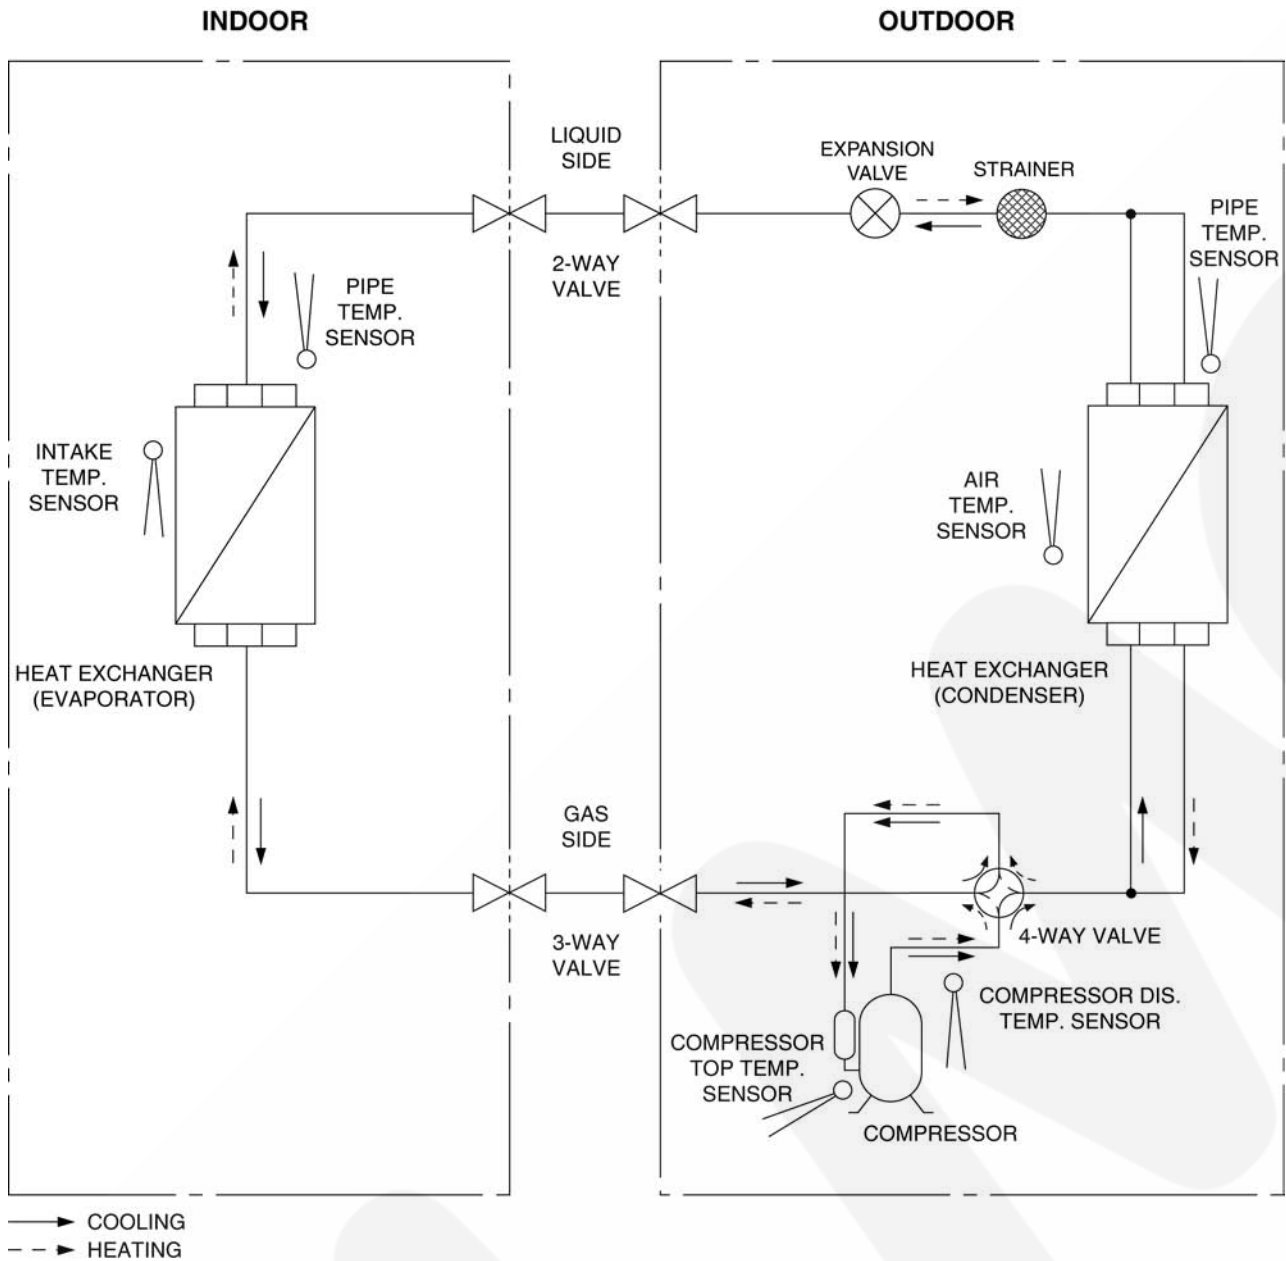 INDOOR
OUTDOOR
LIQUID
SIDE
EXPANSION
VALVE
STRAINER
PIPE
TEMP.
SENSOR
2-WAY
VALVE
PIPE
TEMP.
SENSOR
INTAKE
TEMP.
SENSOR
AIR
TEMP.
SENSOR
HEAT EXCHANGER
(EVAPORATOR)
HEAT EXCHANGER
(CONDENSER)
GAS
SIDE
3-WAY
VALVE
4-WAY VALVE
COMPRESSOR DIS.
TEMP. SENSOR
COMPRESSOR
TOP TEMP.
SENSOR
COMPRESSOR
COOLING
HEATING